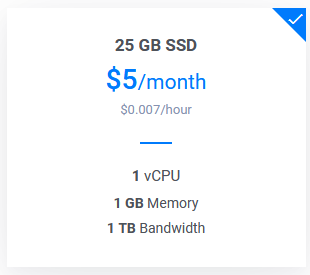 25 GB SSD
$5/month
$0.007/hour
1 vCPU
1 GB Memory
1 TB Bandwidth